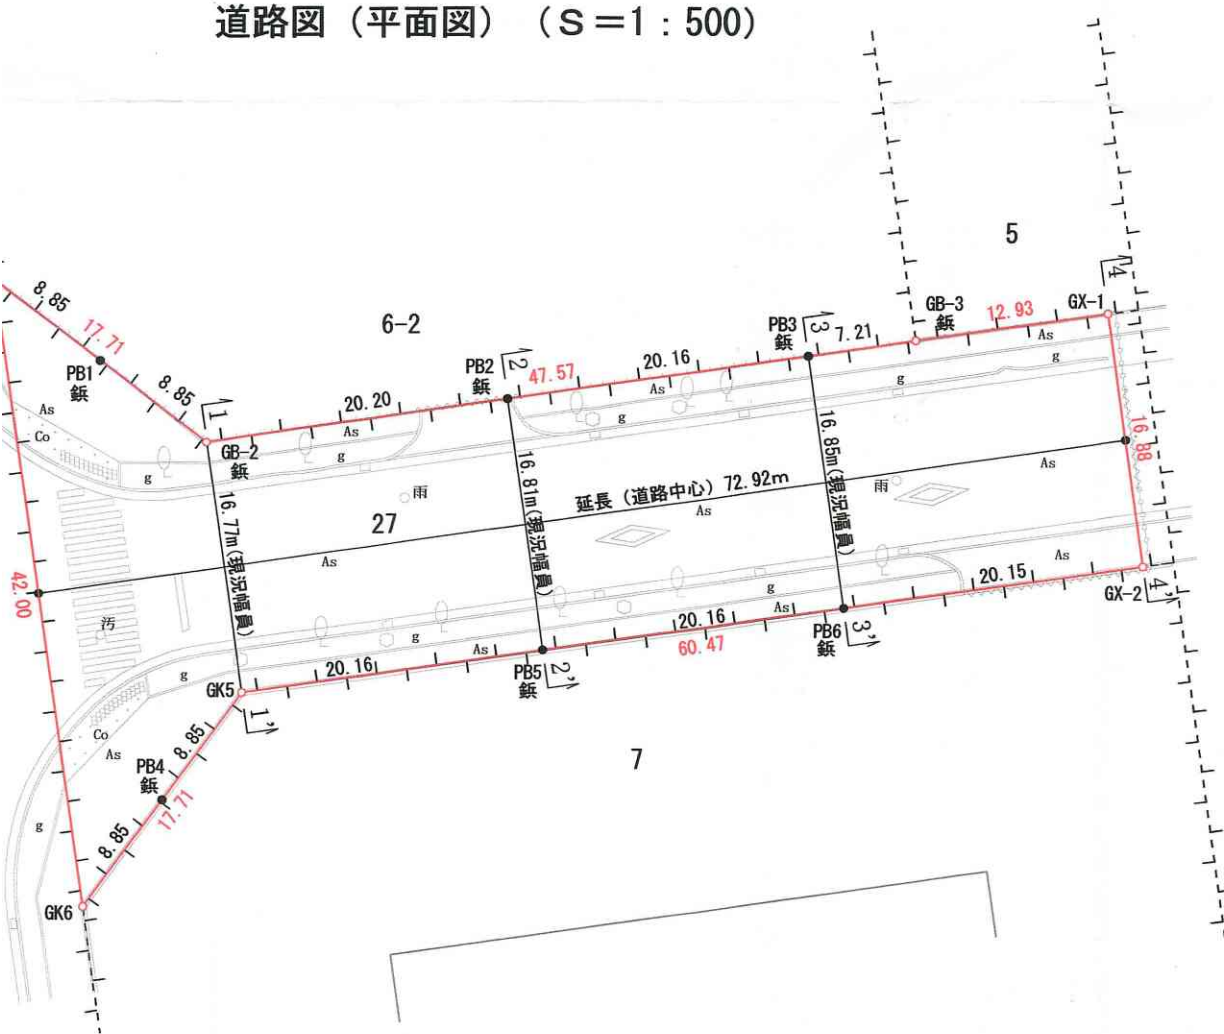 道路図（平面図）（S＝1：500）
5
4
GX-1
12.93
GB-3
鋲
As
g
7.21
3
PB3
鋲
20.16
6-2
As
g
47.57
2
PB2
鋲
g
8.85
17.71
PB1
鋲
8.85
1
20.20
As
g
GB-2
鋲
As
Co
g
16.77m(現況幅員)
16.81m(現況幅員)
16.85m(現況幅員)
16.88
雨
27
延長（道路中心）72.92m
As
雨
As
As
42.00
汚
As
20.15
GX-2
4'
g
As
20.16
60.47
PB6
鋲
3'
g
As
20.16
PB5
鋲
2'
g
GK5
1'
Co
As
8.85
PB4
鋲
17.71
8.85
g
GK6
7